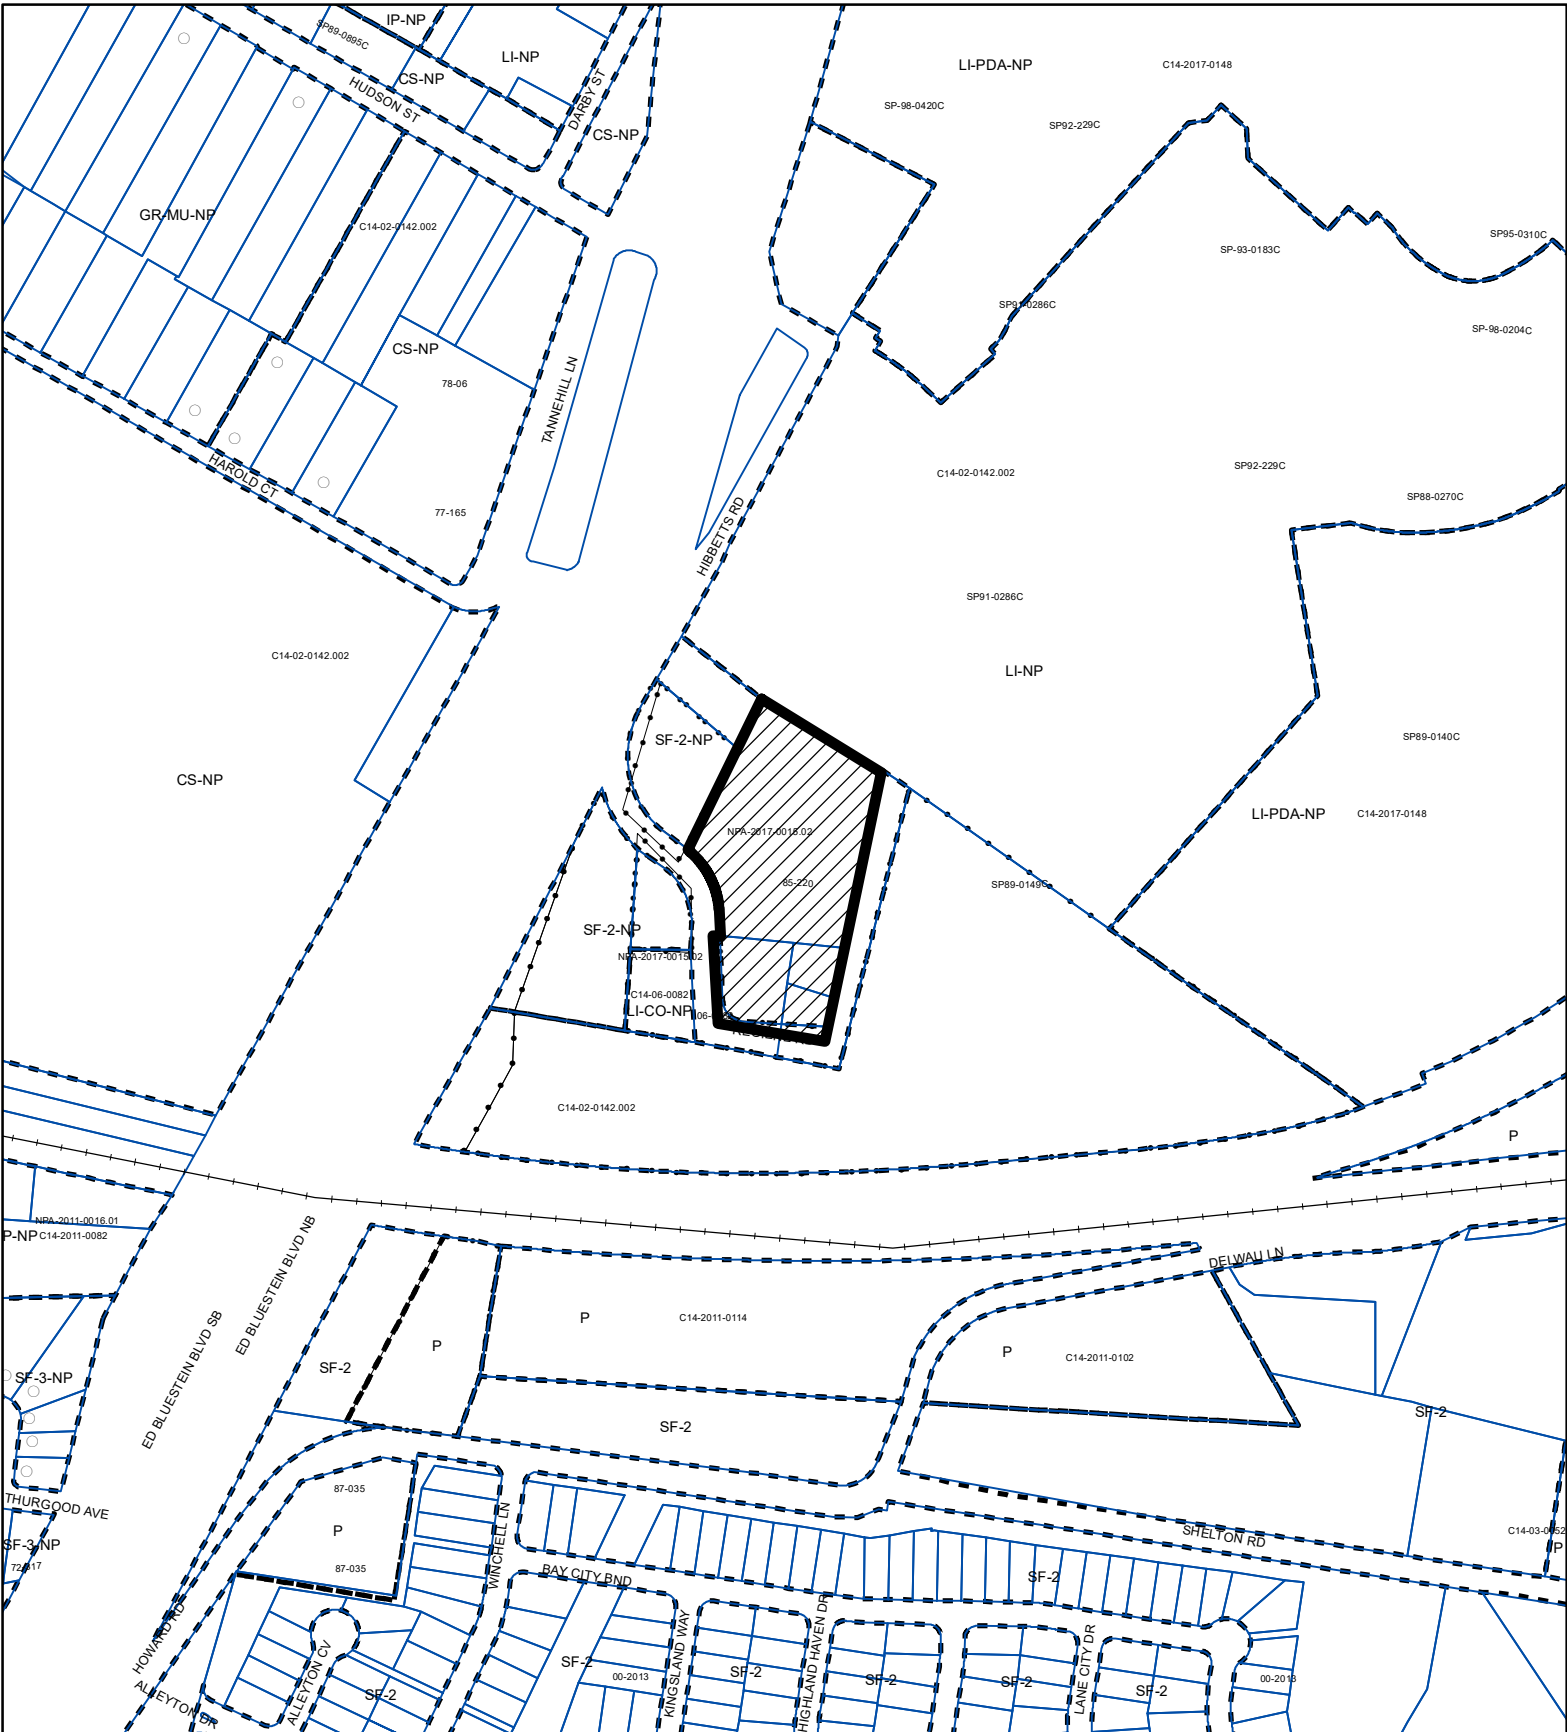 IP-NP
SP89-0895C
LI-NP
CS-NP
HUDSON ST
DARBY ST
CS-NP
LI-PDA-NP
C14-2017-0148
SP-98-0420C
SP92-229C
GR-MU-NP
C14-02-0142.002
SP-93-0183C
SP95-0310C
SP91-0286C
SP-98-0204C
CS-NP
78-06
TANNEHILL LN
HAROLD CT
77-165
C14-02-0142.002
SP92-229C
SP88-0270C
HIBBETTS RD
SP91-0286C
C14-02-0142.002
LI-NP
SF-2-NP
SP89-0140C
CS-NP
LI-PDA-NP
C14-2017-0148
NPA-2017-0015.02
85-220
SP89-0149C
SF-2-NP
NPA-2017-0015.02
C14-06-0082
LI-CO-NP
C14-02-0142.002
P
NPA-2011-0016.01
P-NP
C14-2011-0082
ED BLUESTEIN BLVD NB
ED BLUESTEIN BLVD SB
DELWAU LN
P
C14-2011-0114
P
P
C14-2011-0102
SF-2
SF-3-NP
SF-2
SF-2
THURGOOD AVE
87-035
P
87-035
WINCHELL LN
SHELTON RD
C14-03-0052
P
SF-3-NP
BAY CITY BND
SF-2
HOWARD RD
ALLEYTON CV
ALLEYTON DR
SF-2
SF-2
00-2013
KINGSLAND WAY
SF-2
HIGHLAND HAVEN DR
SF-2
SF-2
LANE CITY DR
SF-2
00-2013